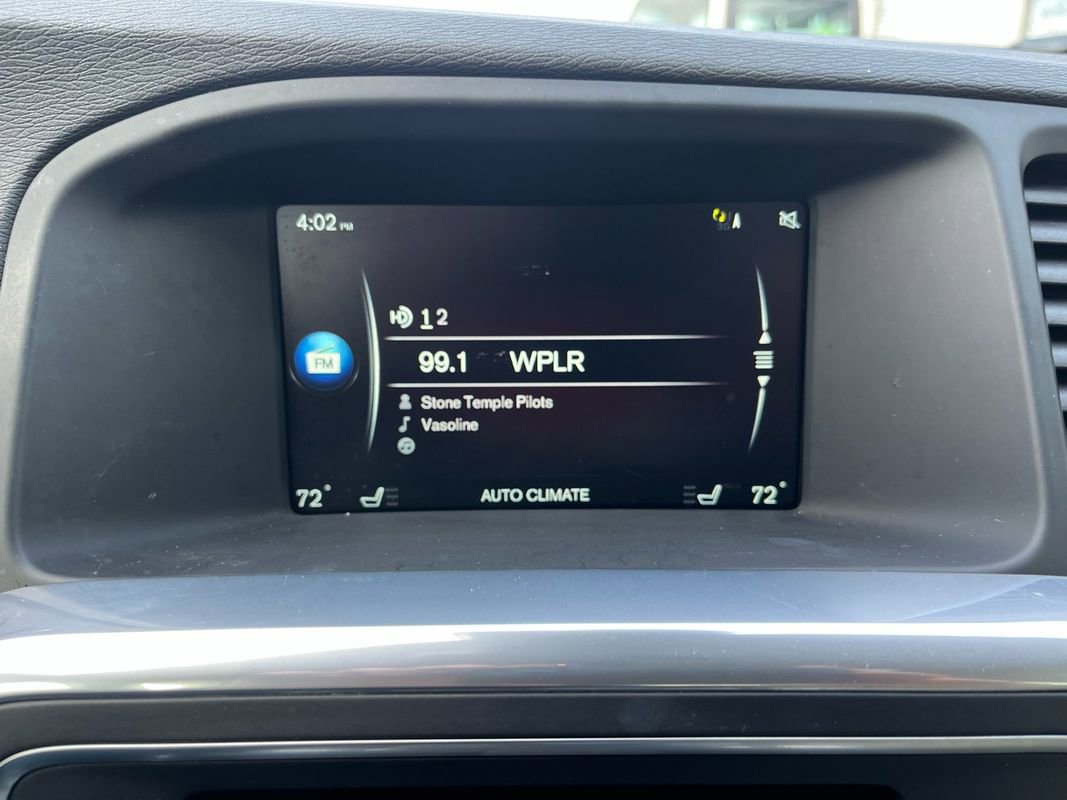 4:02 PM
HD 1 2
FM
99.1 WPLR
Stone Temple Pilots
Vasoline
72° AUTO CLIMATE 72°